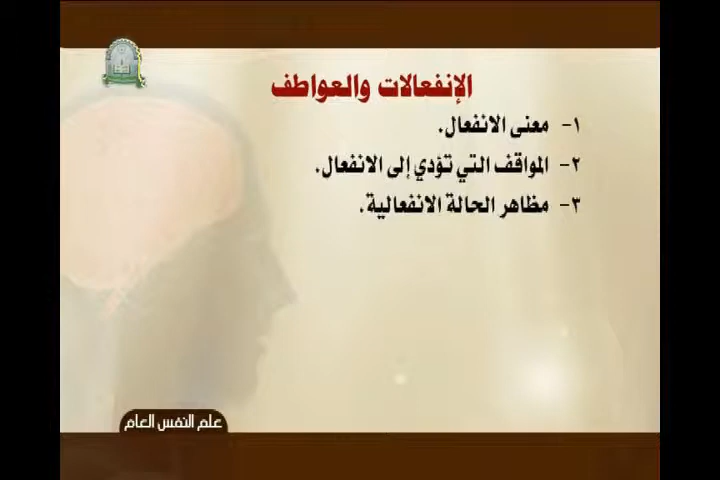 الإنفعالات والعواطف
١- معنى الانفعال.
٢- المواقف التي تؤدي إلى الانفعال.
٣- مظاهر الحالة الانفعالية.
علم النفس العام